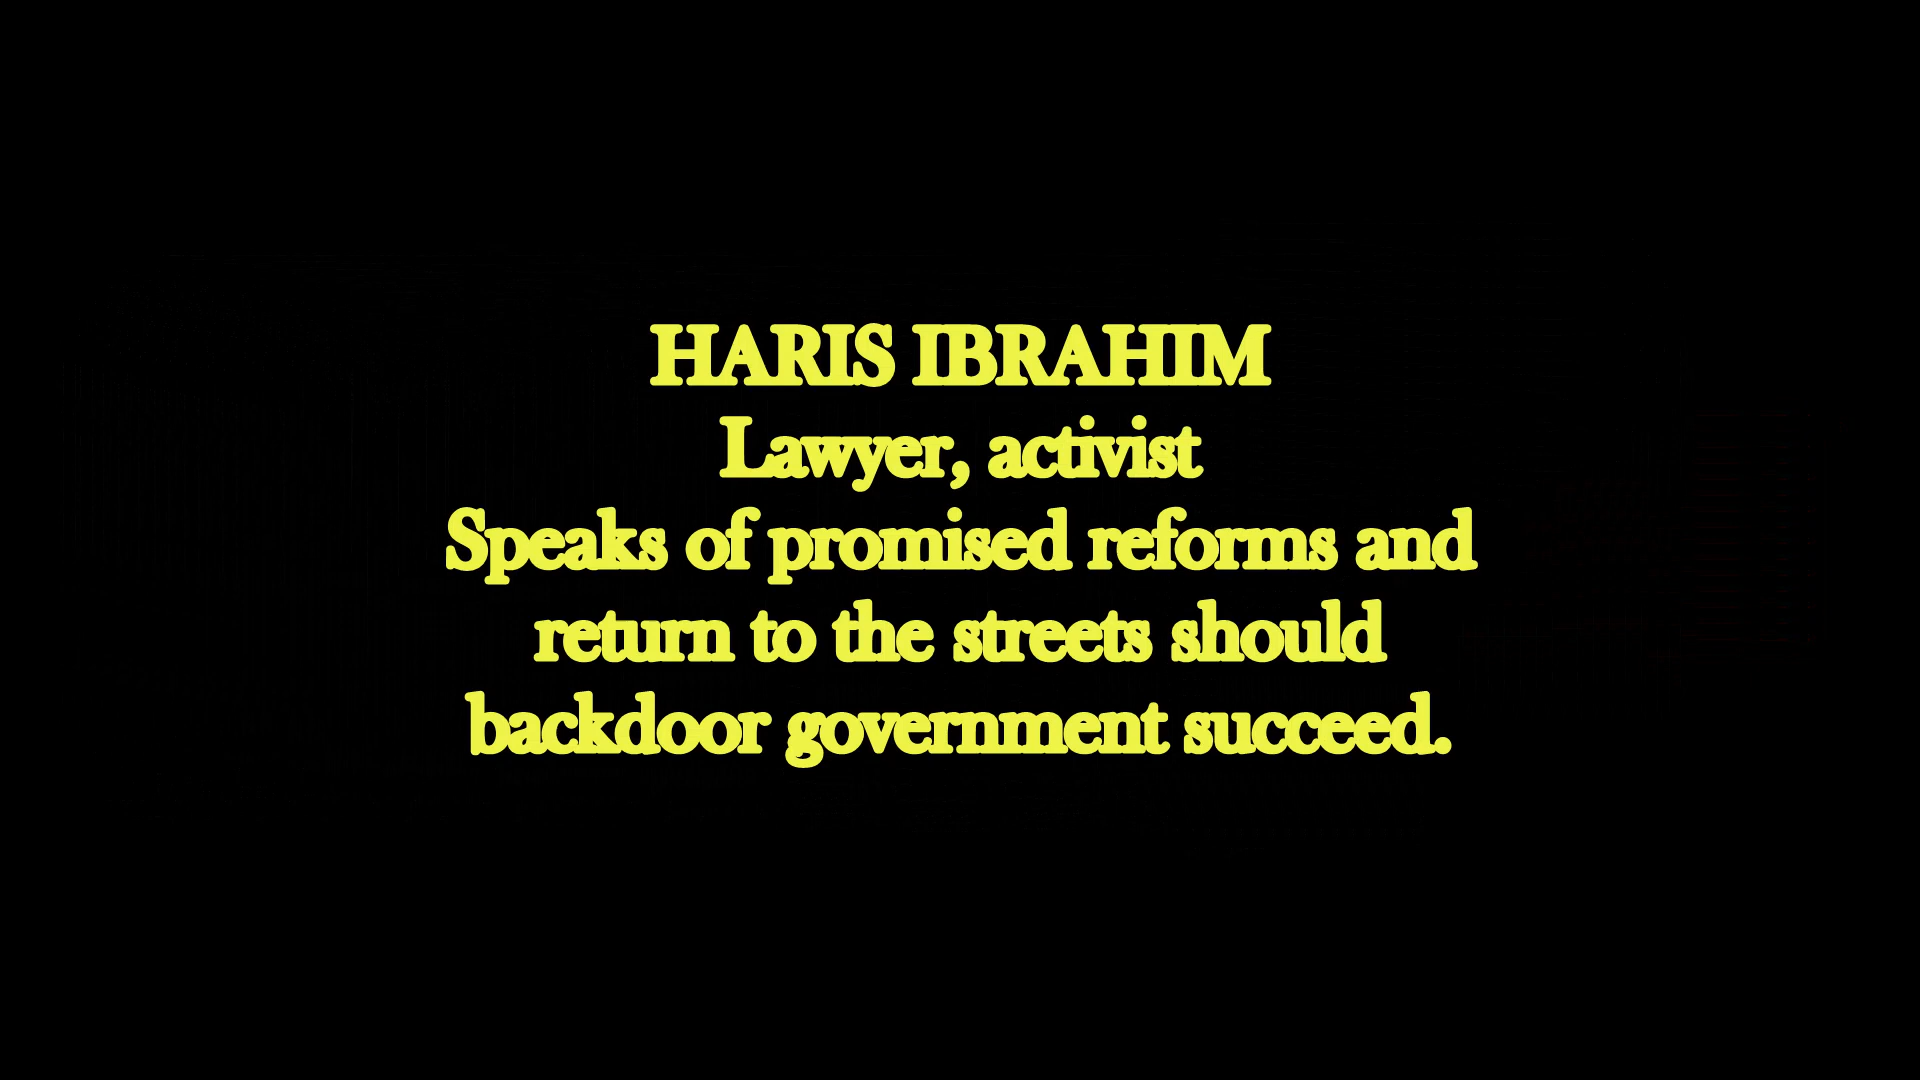 HARIS IBRAHIM
Lawyer, activist
Speaks of promised reforms and
return to the streets should
backdoor government succeed.